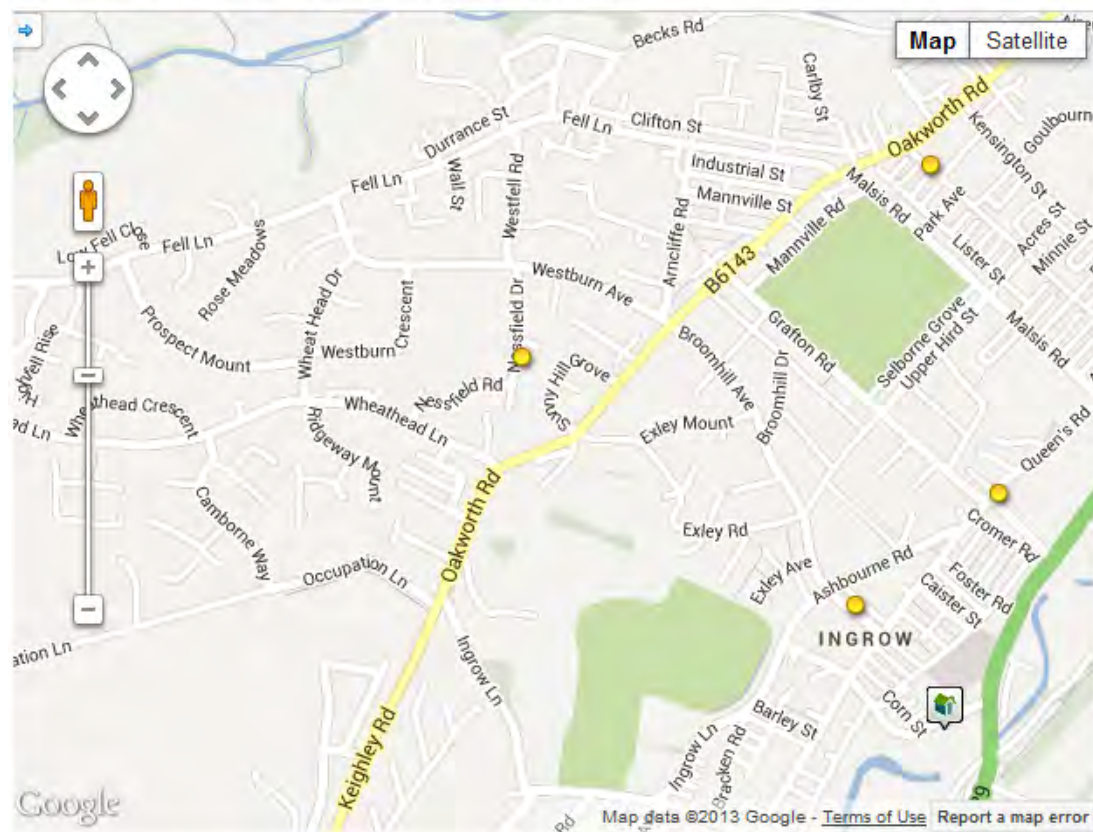 Becks Rd
Map
Satellite
Carlby St
Oakworth Rd
Durrance St
Fell Ln
Clifton St
Kensington St
Goulbourne
Industrial St
Wall St
Westfell Rd
Fell Ln
Mannville St
Malsis Rd
Park Ave
Acres St
Minnie St
Low Fell Close
Fell Ln
Rose Meadows
Arncliffe Rd
Mannville Rd
Lister St
Wheat Head Dr
Crescent
Westburn Ave
B6143
Prospect Mount
Nessfield Dr
Grafton Rd
Selborne Grove
Upper Hird St
Malsis Rd
Westburn
Broomhill Ave
Broomhill Dr
Sunny Hill Grove
Nessfield Rd
Wheathead Crescent
Wheathead Ln
Ridgeway Mount
Exley Mount
Queen's Rd
ad Ln
Oakworth Rd
Camborne Way
Exley Rd
Cromer Rd
Occupation Ln
Exley Ave
Ashbourne Rd
Foster Rd
Caister St
INGROW
ation Ln
Ingrow Ln
Corn St
Barley St
Keighley Rd
Ingrow Ln
Bracken Rd
Google
Rd
Map data ©2013 Google - Terms of Use
Report a map error